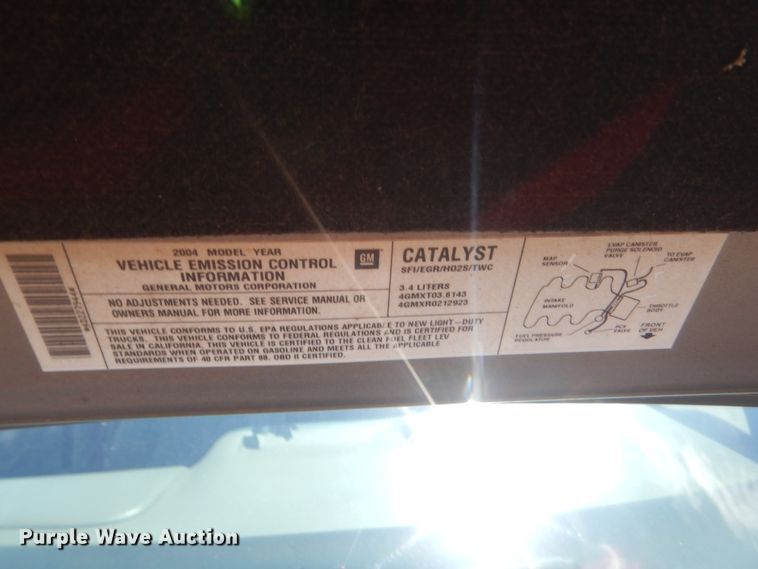 2004 MODEL YEAR
VEHICLE EMISSION CONTROL
INFORMATION
GENERAL MOTORS CORPORATION
GM
NO ADJUSTMENTS NEEDED. SEE SERVICE MANUAL OR
OWNERS MANUAL FOR MORE INFORMATION.
CATALYST
SFI/EGR/HO2S/TWC
3.4 LITERS
4GMXT03.8143
4GMXR0212923
THIS VEHICLE CONFORMS TO U.S. EPA REGULATIONS APPLICABLE TO NEW LIGHT-DUTY
TRUCKS. THIS VEHICLE CONFORMS TO FEDERAL REGULATIONS AND IS CERTIFIED FOR
SALE IN CALIFORNIA. THIS VEHICLE IS CERTIFIED TO THE CLEAN FUEL FLEET LEV
STANDARDS WHEN OPERATED ON GASOLINE AND MEETS ALL THE APPLICABLE
REQUIREMENTS OF 40 CFR PART 88. OBD II CERTIFIED.
MAP
SENSOR
EVAP CANISTER
PURGE SOLENOID
VALVE
TO EVAP
CANISTER
INTAKE
MANIFOLD
THROTTLE
BODY
FUEL PRESSURE
REGULATOR
PCV
VALVE
FRONT
OF VEH
Purple Wave Auction